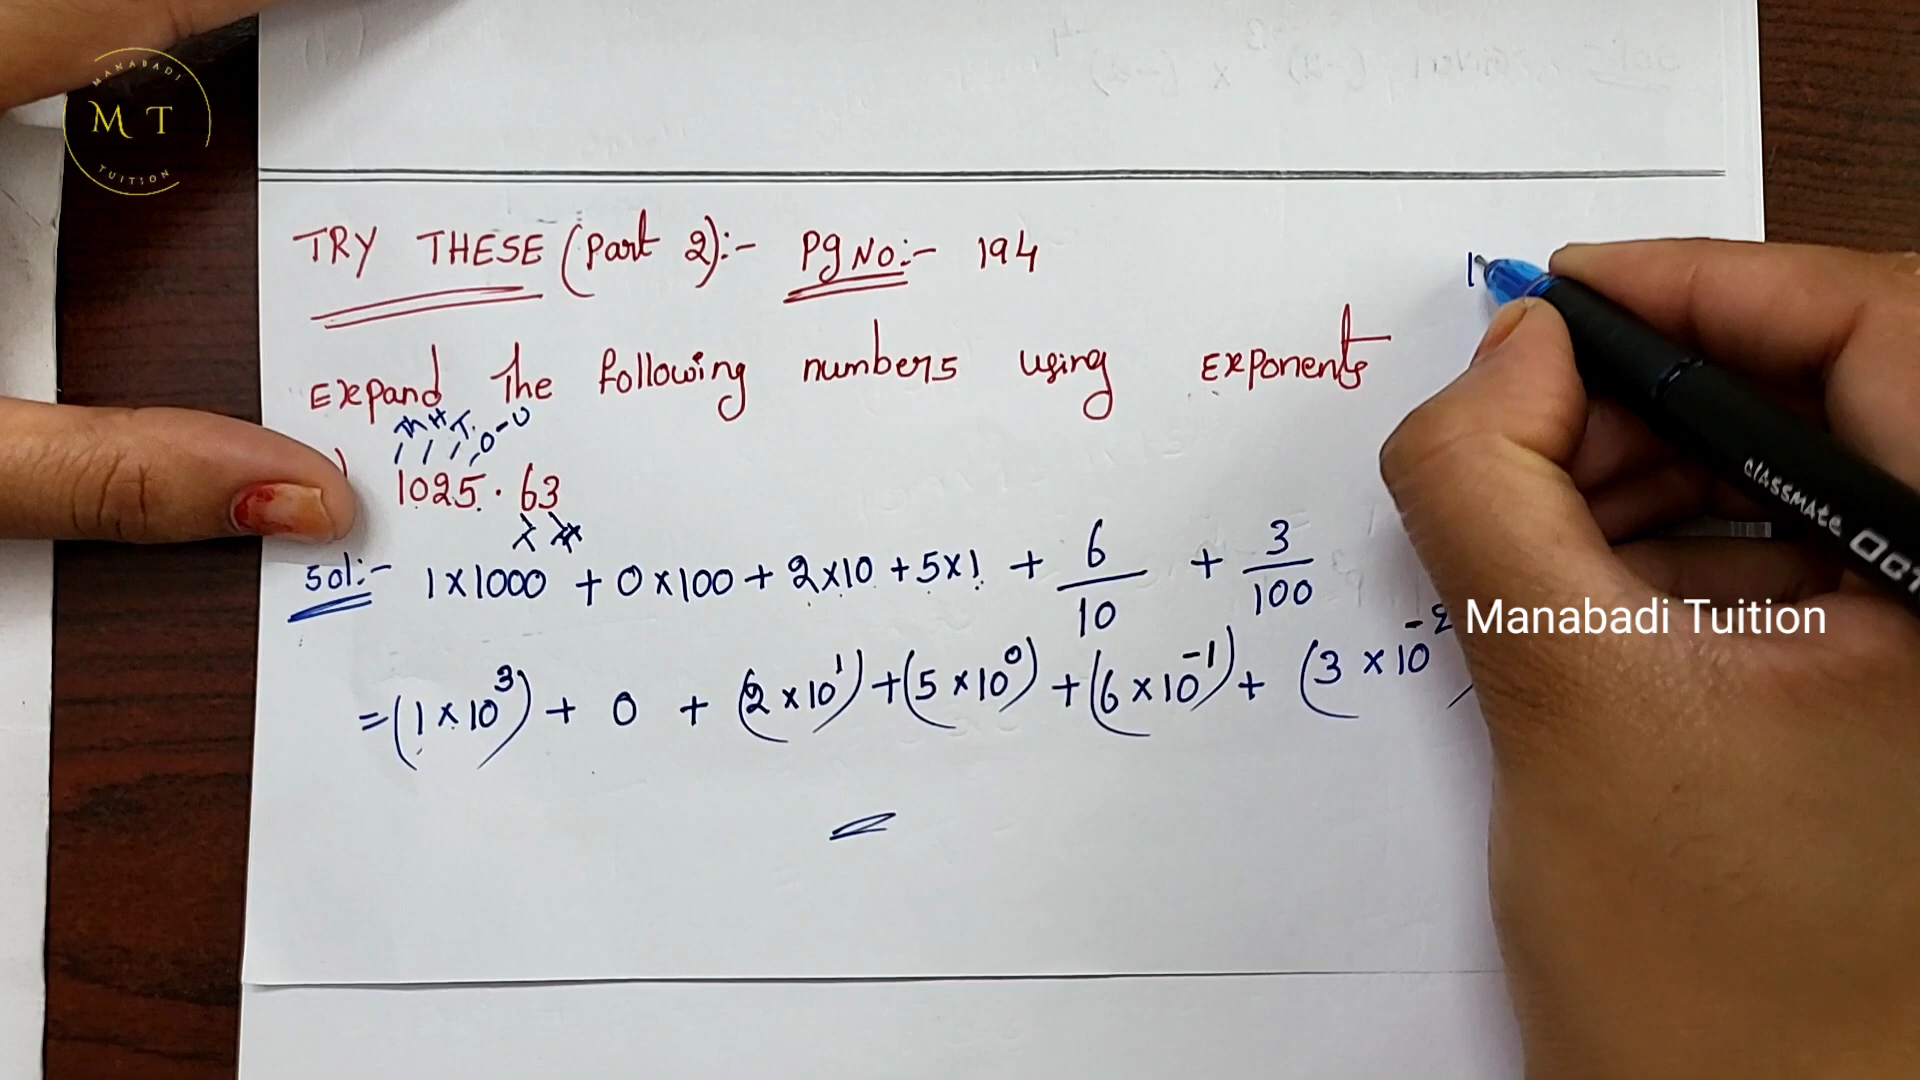 MANABADI
M T
TUITION
TRY THESE (Part 2):- Pg No:- 194
Expand The following numbers using Exponents
Th H T. O-U
) 1025.63
Sol:- 1×1000 + 0×100 + 2×10 + 5×1 + 6/10 + 3/100
= (1 × 10³) + 0 + (2 × 10¹) + (5 × 10⁰) + (6 × 10⁻¹) + (3 × 10⁻²)
Manabadi Tuition
classmate Oct